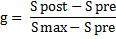 g = (S post − S pre) / (S max − S pre)